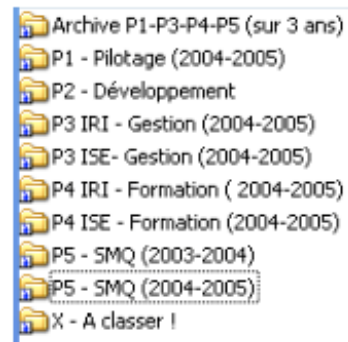 Archive P1-P3-P4-P5 (sur 3 ans)
P1 - Pilotage (2004-2005)
P2 - Développement
P3 IRI - Gestion (2004-2005)
P3 ISE- Gestion (2004-2005)
P4 IRI - Formation ( 2004-2005)
P4 ISE - Formation (2004-2005)
P5 - SMQ (2003-2004)
P5 - SMQ (2004-2005)
X - A classer !